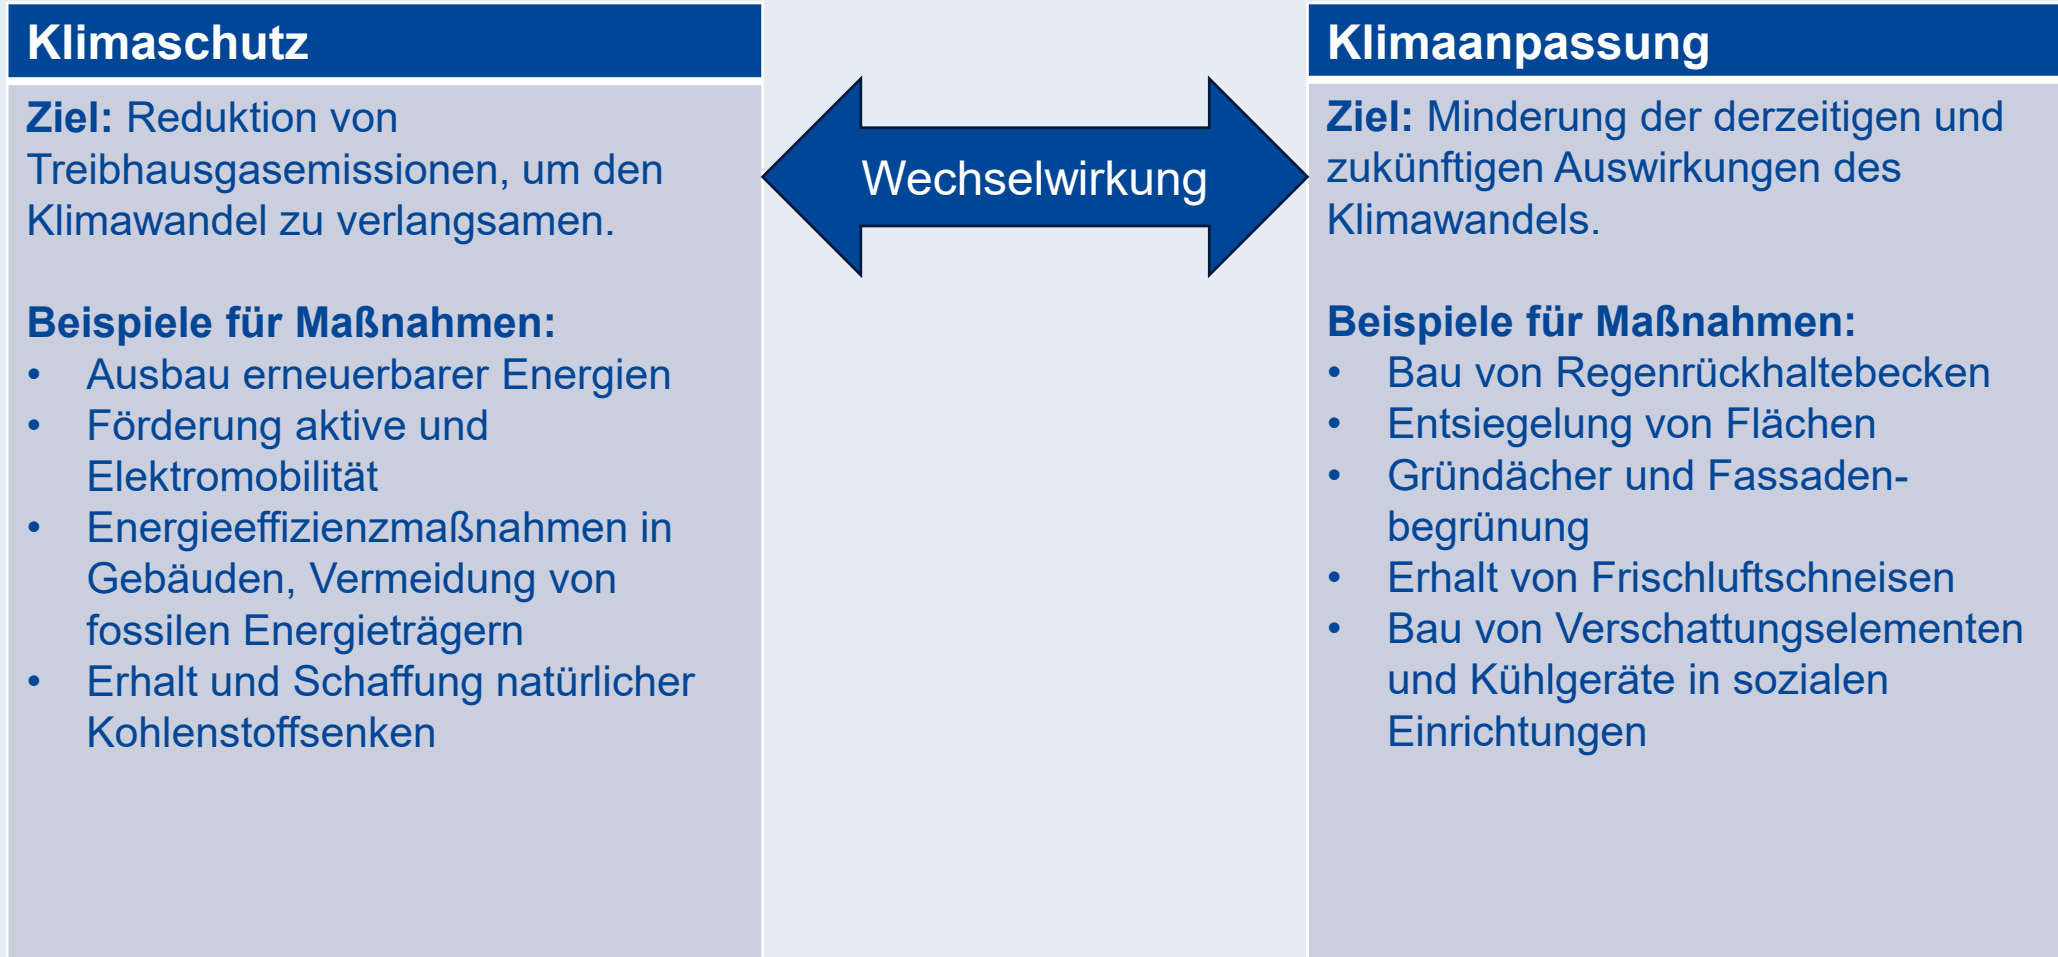 Klimaschutz
Ziel: Reduktion von
Treibhausgasemissionen, um den
Klimawandel zu verlangsamen.
Beispiele für Maßnahmen:
• Ausbau erneuerbarer Energien
• Förderung aktive und
Elektromobilität
• Energieeffizienzmaßnahmen in
Gebäuden, Vermeidung von
fossilen Energieträgern
• Erhalt und Schaffung natürlicher
Kohlenstoffsenken
Wechselwirkung
Klimaanpassung
Ziel: Minderung der derzeitigen und
zukünftigen Auswirkungen des
Klimawandels.
Beispiele für Maßnahmen:
• Bau von Regenrückhaltebecken
• Entsiegelung von Flächen
• Gründächer und Fassaden-
begrünung
• Erhalt von Frischluftschneisen
• Bau von Verschattungselementen
und Kühlgeräte in sozialen
Einrichtungen